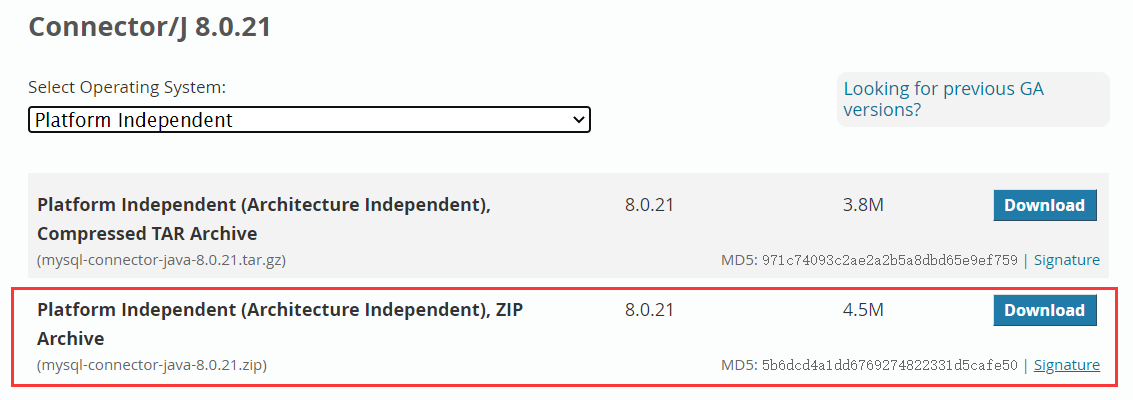 Connector/J 8.0.21
Select Operating System:
Looking for previous GA
versions?
Platform Independent
Platform Independent (Architecture Independent), 8.0.21 3.8M Download
Compressed TAR Archive
(mysql-connector-java-8.0.21.tar.gz) MD5: 971c74093c2ae2a2b5a8dbd65e9ef759 | Signature
Platform Independent (Architecture Independent), ZIP 8.0.21 4.5M Download
Archive
(mysql-connector-java-8.0.21.zip) MD5: 5b6dcd4a1dd6769274822331d5cafe50 | Signature